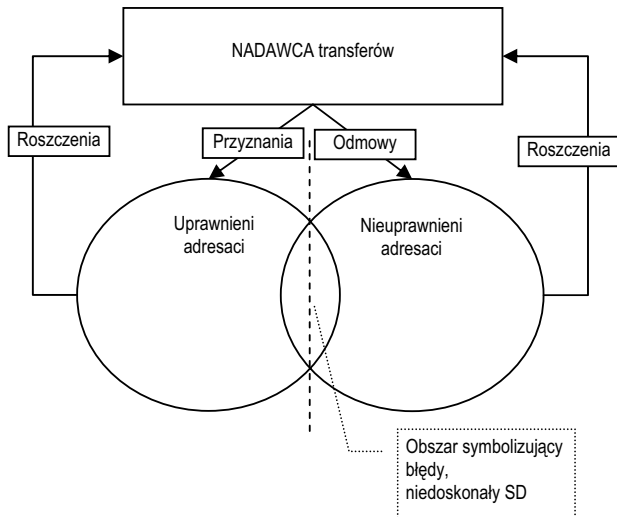 NADAWCA transferów
Roszczenia
Przyznania
Odmowy
Roszczenia
Uprawnieni
adresaci
Nieuprawnieni
adresaci
Obszar symbolizujący
błędy,
niedoskonały SD